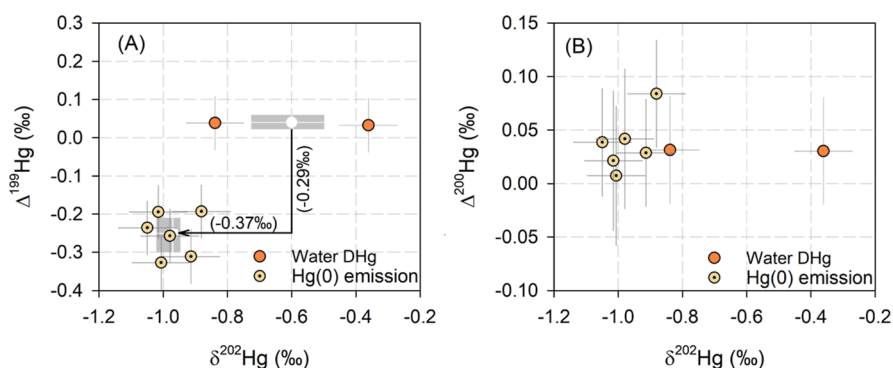 (A)
Δ¹⁹⁹Hg (‰)
0.3
0.2
0.1
0.0
-0.1
-0.2
-0.3
-0.4
(-0.29‰)
(-0.37‰)
Water DHg
Hg(0) emission
-1.2
-1.0
-0.8
-0.6
-0.4
-0.2
δ²⁰²Hg (‰)
(B)
Δ²⁰⁰Hg (‰)
0.15
0.10
0.05
0.00
-0.05
-0.10
Water DHg
Hg(0) emission
-1.2
-1.0
-0.8
-0.6
-0.4
-0.2
δ²⁰²Hg (‰)